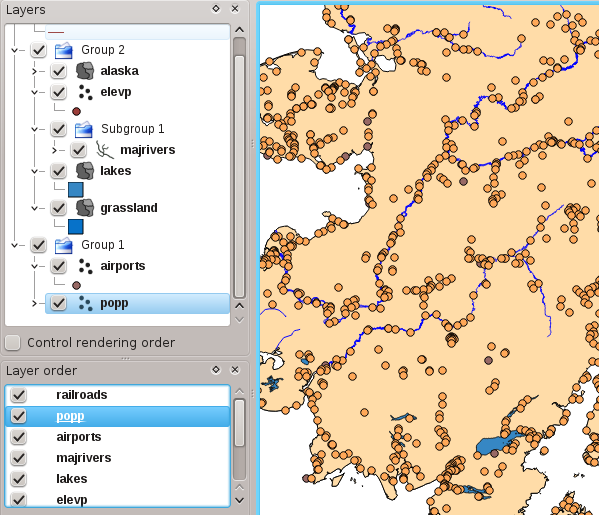 Layers
Group 2
alaska
elevp
Subgroup 1
majrivers
lakes
grassland
Group 1
airports
popp
Control rendering order
Layer order
railroads
popp
airports
majrivers
lakes
elevp